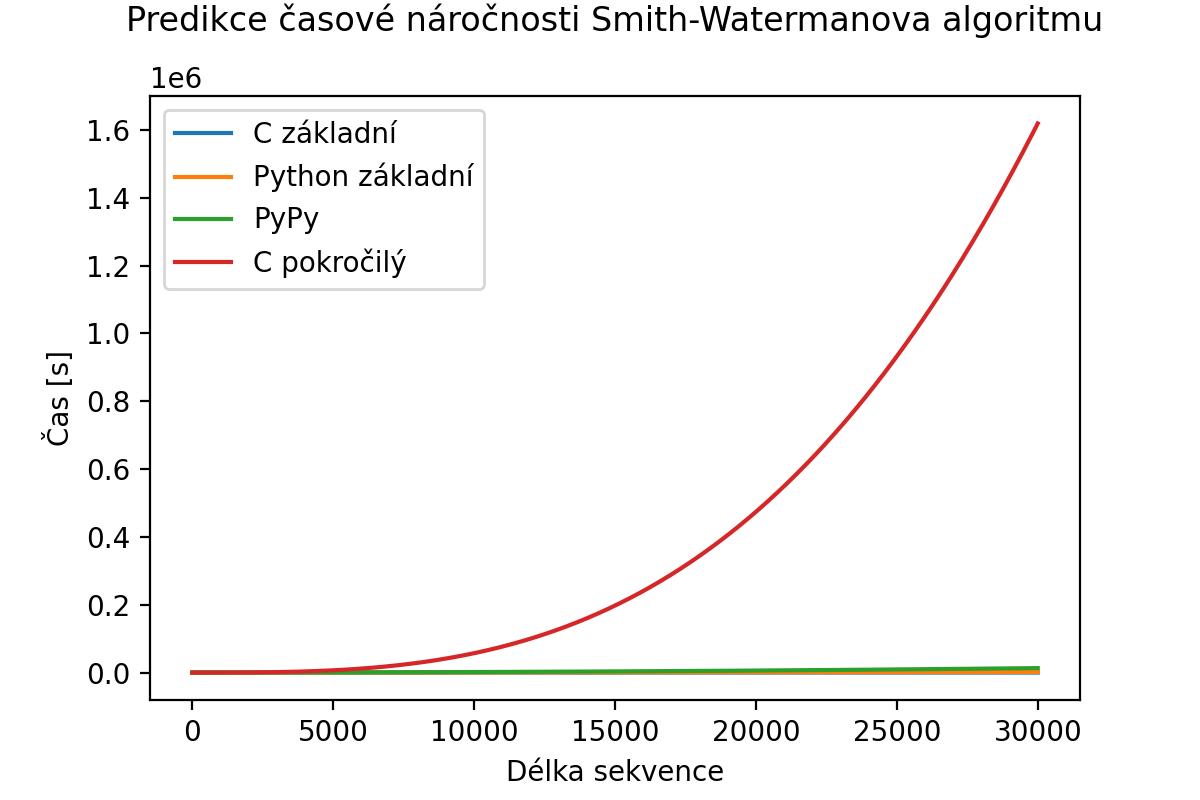 Predikce časové náročnosti Smith-Watermanova algoritmu
1e6
C základní
Python základní
PyPy
C pokročilý
1.6
1.4
1.2
1.0
0.8
0.6
0.4
0.2
0.0
Čas [s]
0 5000 10000 15000 20000 25000 30000
Délka sekvence